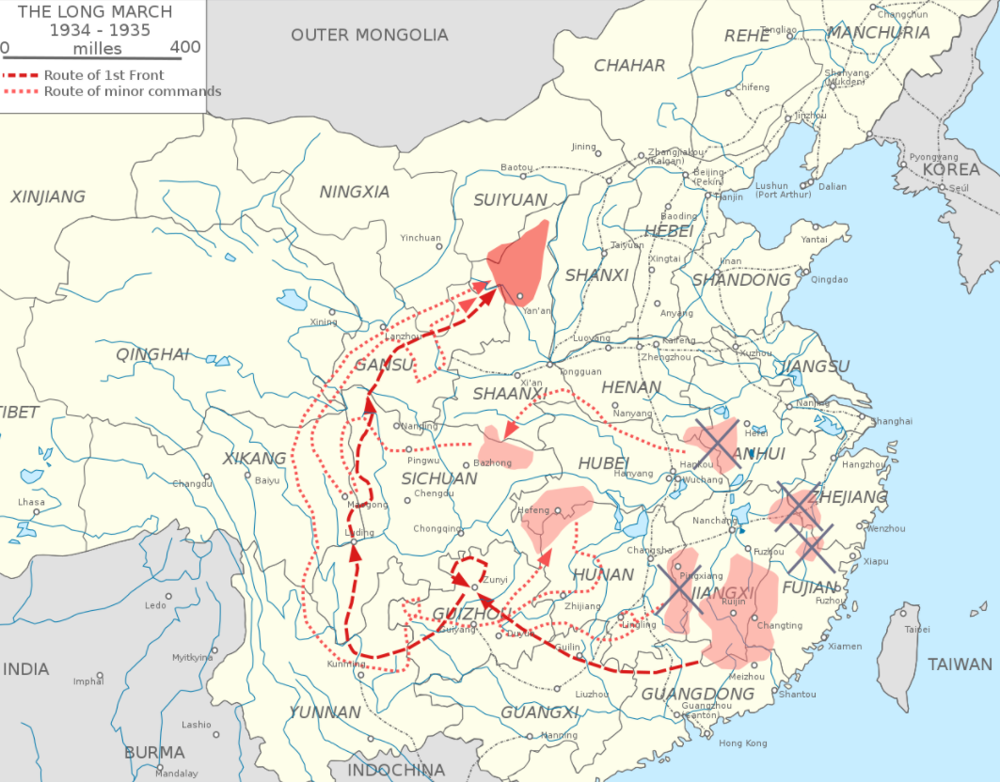 THE LONG MARCH
1934 - 1935
0 milles 400
Route of 1st Front
Route of minor commands
OUTER MONGOLIA
Changchun
REHE
Tongliao
MANCHURIA
CHAHAR
Shenyang
(Mukden)
Chifeng
Jinzhou
Jining
Zhangjiakou
(Kalgan)
Pyongyang
KOREA
Seúl
Baotou
Beijing
(Pekín)
Lushun
(Port Arthur)
Dalian
Tianjin
XINJIANG
NINGXIA
SUIYUAN
Baoding
HEBEI
Yantai
Yinchuan
Taiyuan
Xingtai
Jinan
SHANXI
SHANDONG
Qingdao
Yan'an
Anyang
Xining
Lanzhou
Luoyang
Kaifeng
Zhengzhou
Xuzhou
QINGHAI
GANSU
Tongguan
JIANGSU
Xi'an
SHAANXI
HENAN
Nanyang
Nanjing
TIBET
Nanping
Hefei
Shanghai
XIKANG
Pingwu
Bazhong
HUBEI
Hankou
ANHUI
Hangzhou
Changdu
Baiyu
SICHUAN
Hanyang
Wuchang
Chengdu
ZHEJIANG
Lhasa
Maogong
Hefeng
Nanchang
Wenzhou
Luding
Chongqing
Changsha
Fuzhou
Xiapu
Zunyi
HUNAN
Pingxiang
JIANGXI
FUJIAN
Ledo
Zhijiang
Ruijin
Fuzhou
GUIZHOU
Guiyang
Duyun
Lingling
Changting
Taipei
Myitkyina
Guilin
Xiamen
INDIA
Imphal
Kunming
Meizhou
TAIWAN
Liuzhou
GUANGDONG
Shantou
YUNNAN
GUANGXI
Guangzhou
(Canton)
Lashio
Nanning
Hong Kong
BURMA
Mandalay
INDOCHINA